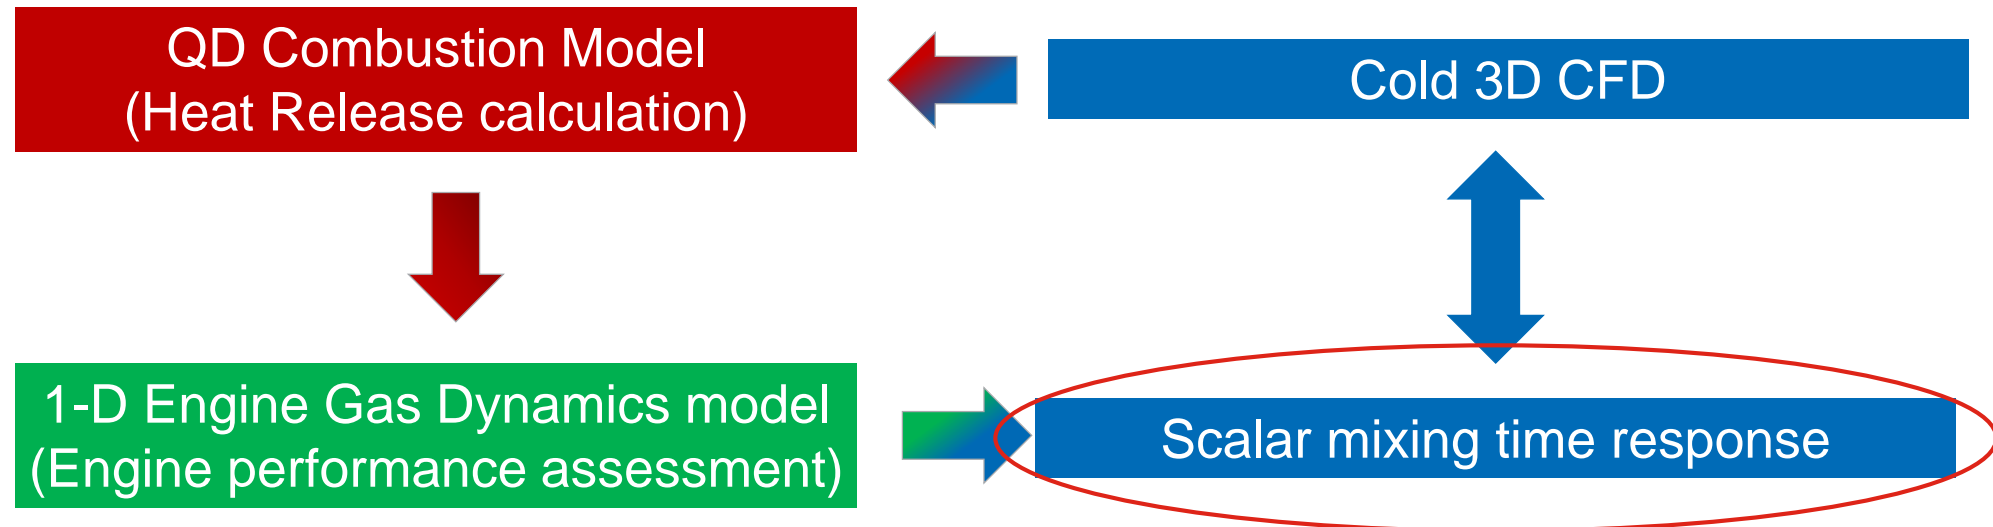 QD Combustion Model
(Heat Release calculation)
Cold 3D CFD
1-D Engine Gas Dynamics model
(Engine performance assessment)
Scalar mixing time response